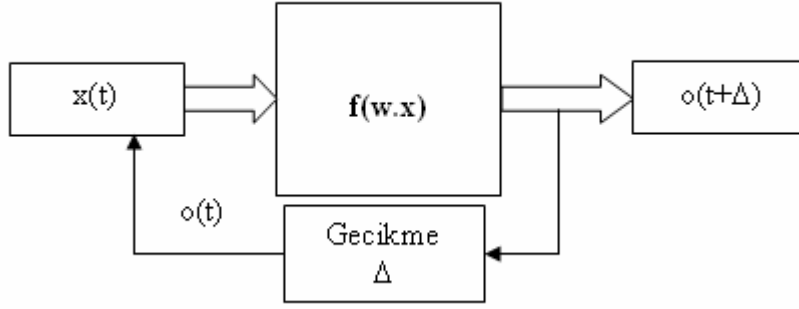 x(t)
f(w.x)
o(t+Δ)
o(t)
Gecikme
Δ